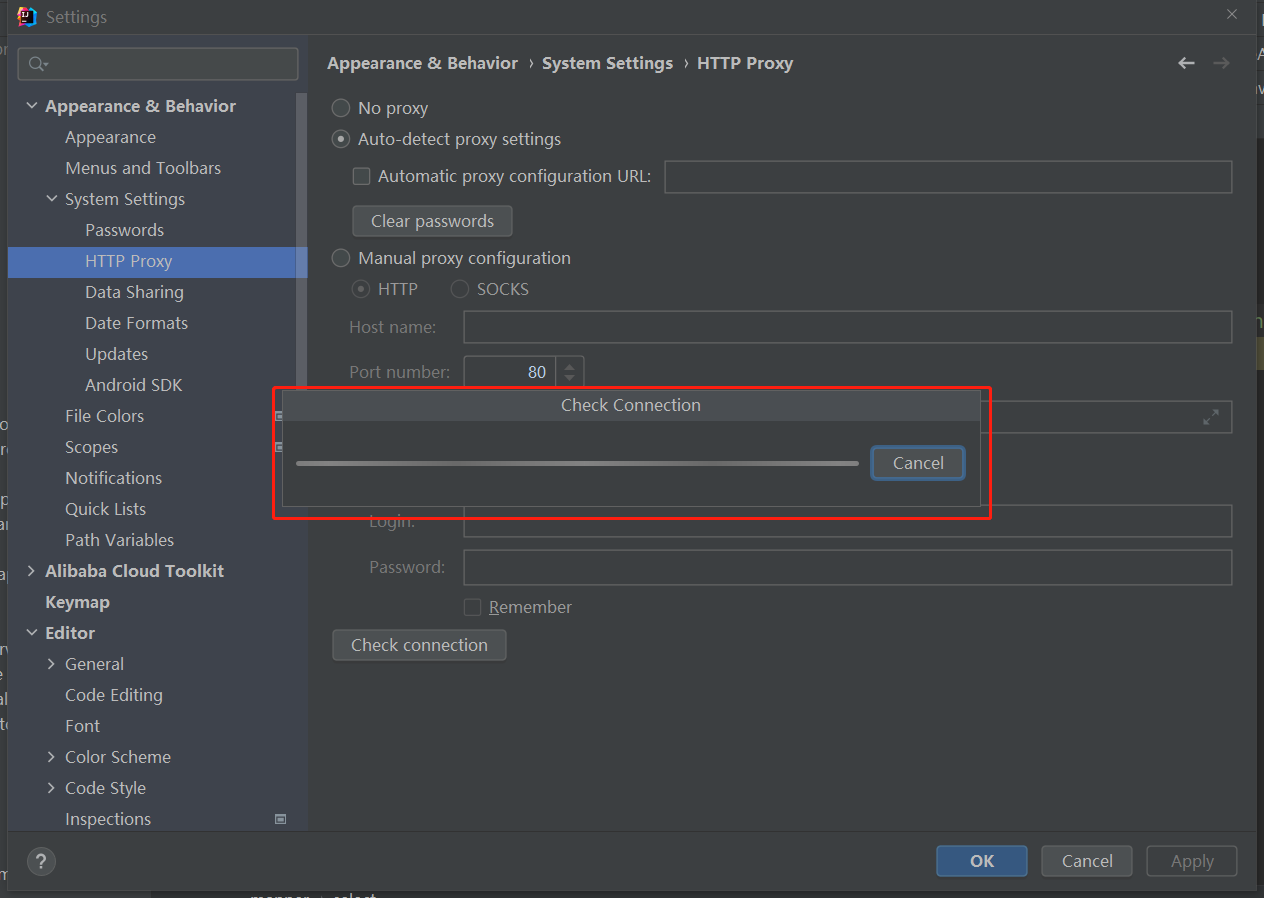 Settings
Appearance & Behavior
Appearance
Menus and Toolbars
System Settings
Passwords
HTTP Proxy
Data Sharing
Date Formats
Updates
Android SDK
File Colors
Scopes
Notifications
Quick Lists
Path Variables
Alibaba Cloud Toolkit
Keymap
Editor
General
Code Editing
Font
Color Scheme
Code Style
Inspections
Appearance & Behavior › System Settings › HTTP Proxy
No proxy
Auto-detect proxy settings
Automatic proxy configuration URL:
Clear passwords
Manual proxy configuration
HTTP SOCKS
Host name:
Port number: 80
Check Connection
Cancel
Login:
Password:
Remember
Check connection
? OK Cancel Apply